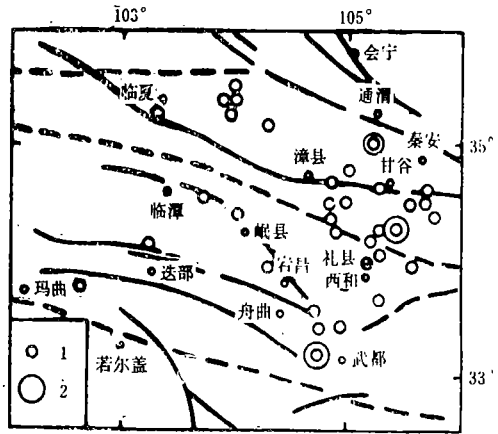 103°
105°
会宁
通渭
临夏
秦安
35°
漳县
甘谷
临潭
岷县
礼县
宕昌
西和
迭部
玛曲
舟曲
1
若尔盖
武都
2
33°